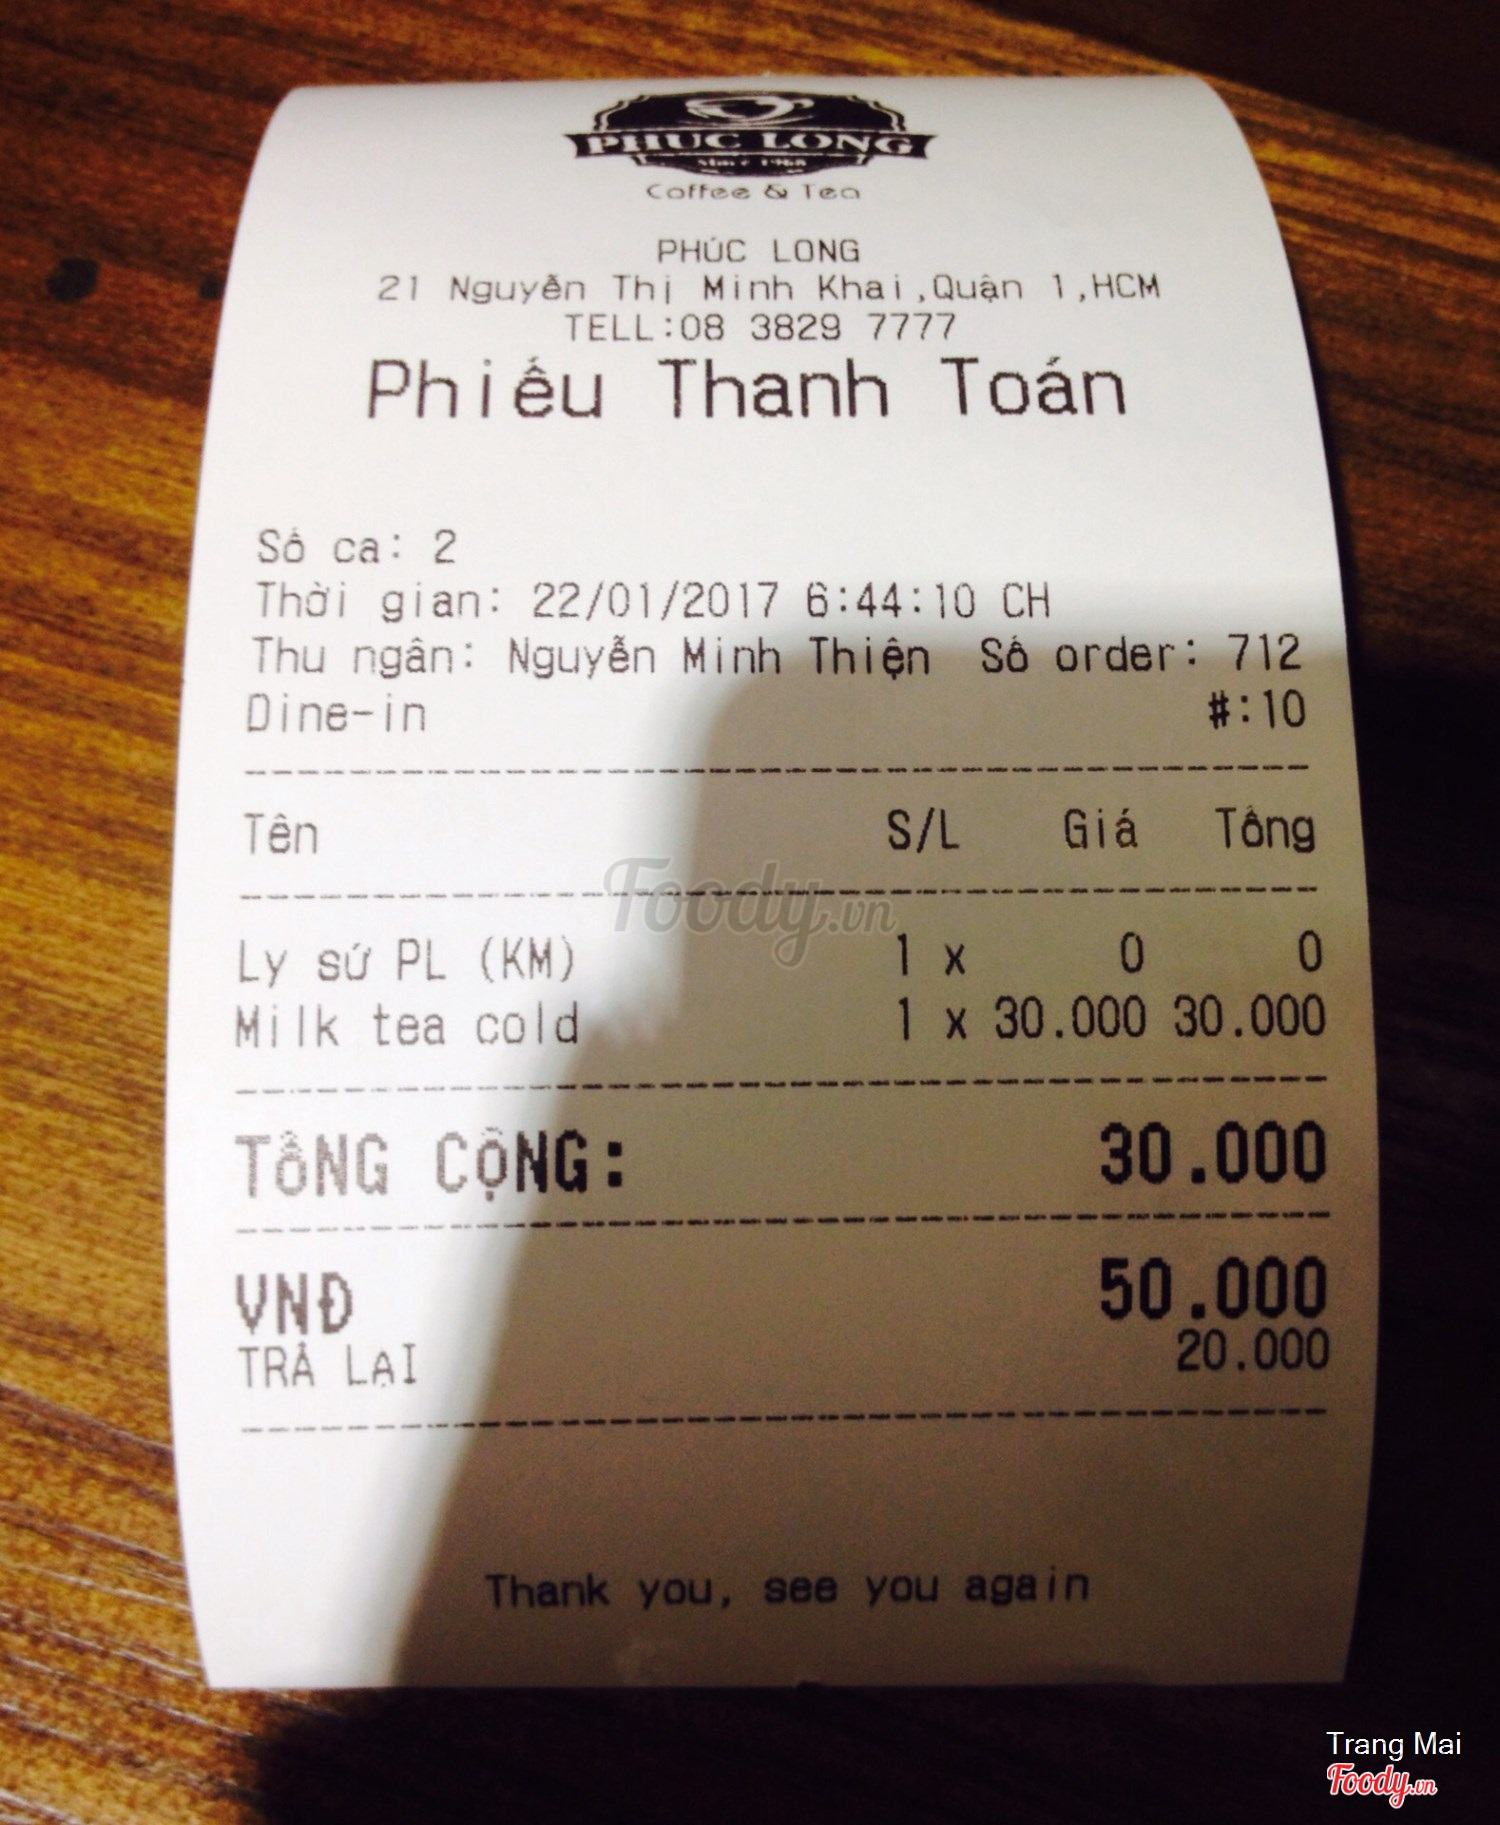 PHUC LONG
Since 1968
Coffee & Tea
PHÚC LONG
21 Nguyễn Thị Minh Khai,Quận 1,HCM
TELL:08 3829 7777
Phiếu Thanh Toán
Số ca: 2
Thời gian: 22/01/2017 6:44:10 CH
Thu ngân: Nguyễn Minh Thiện Số order: 712
Dine-in #:10
Tên S/L Giá Tổng
Foody.vn
Ly sứ PL (KM) 1 x 0 0
Milk tea cold 1 x 30.000 30.000
TỔNG CỘNG: 30.000
VNĐ 50.000
TRẢ LẠI 20.000
Thank you, see you again
Trang Mai
Foody.vn